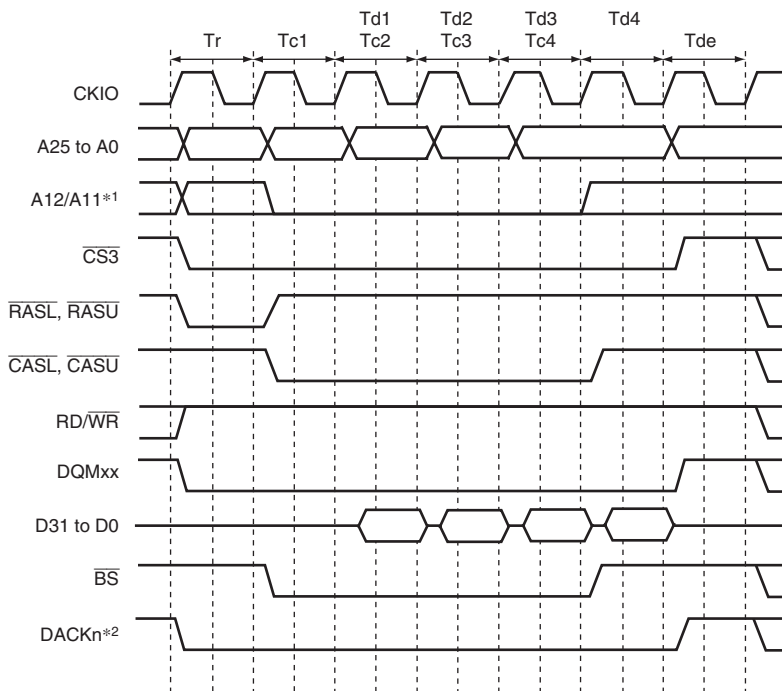 Td1 Td2 Td3 Td4
Tr Tc1 Tc2 Tc3 Tc4 Tde
CKIO
A25 to A0
A12/A11*1
CS3
RASL, RASU
CASL, CASU
RD/WR
DQMxx
D31 to D0
BS
DACKn*2